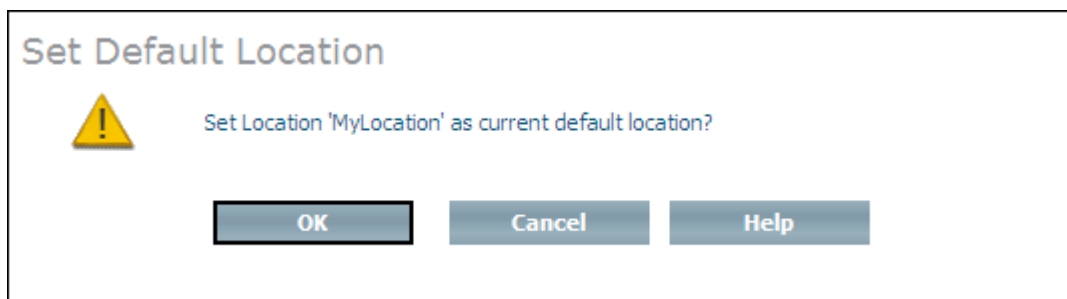 Set Default Location
Set Location 'MyLocation' as current default location?
OK Cancel Help